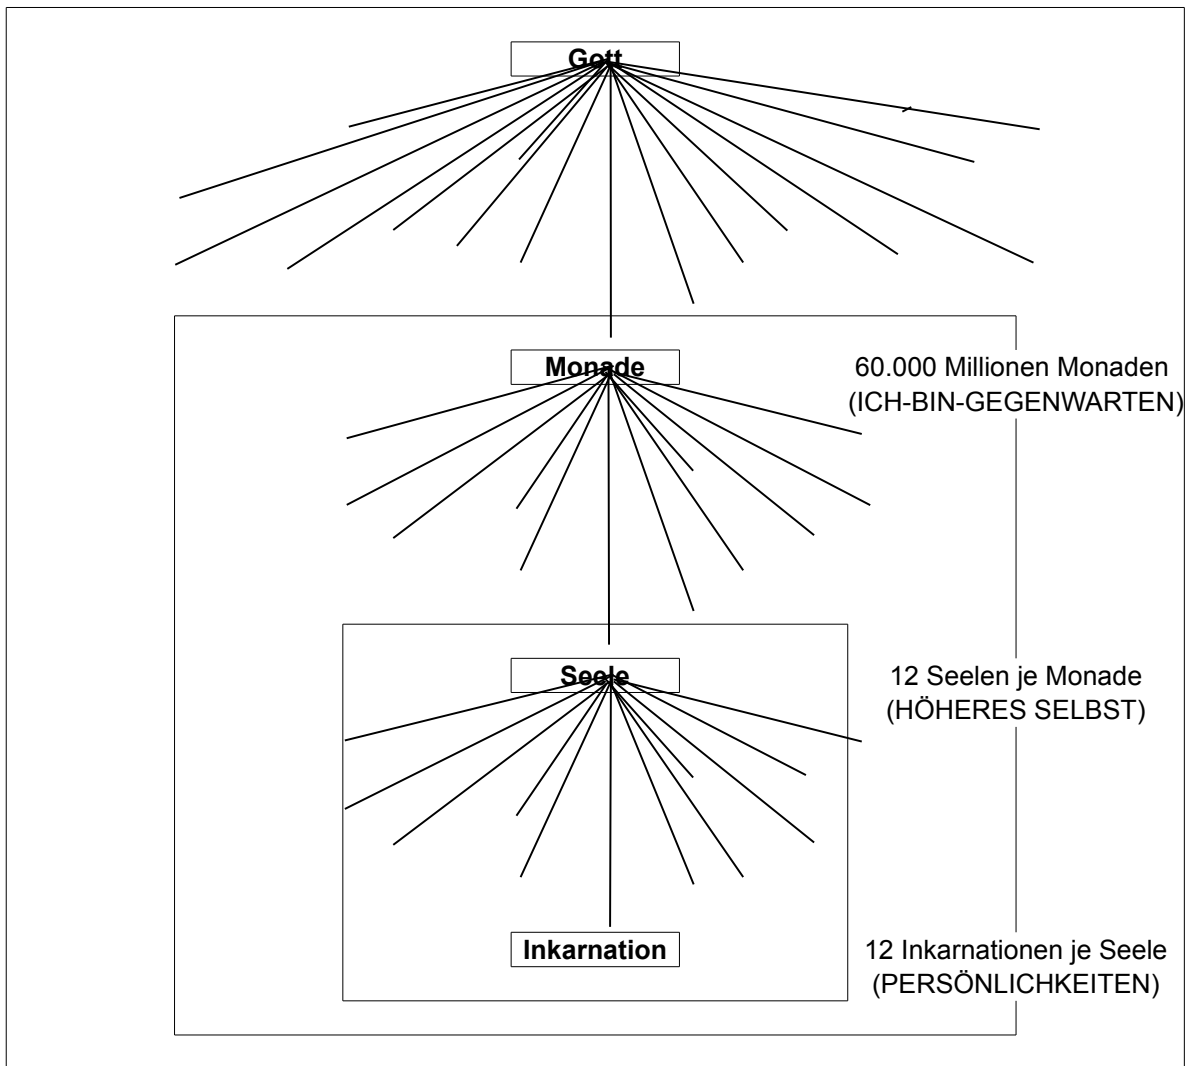 Gott
Monade
60.000 Millionen Monaden
(ICH-BIN-GEGENWARTEN)
Seele
12 Seelen je Monade
(HÖHERES SELBST)
Inkarnation
12 Inkarnationen je Seele
(PERSÖNLICHKEITEN)